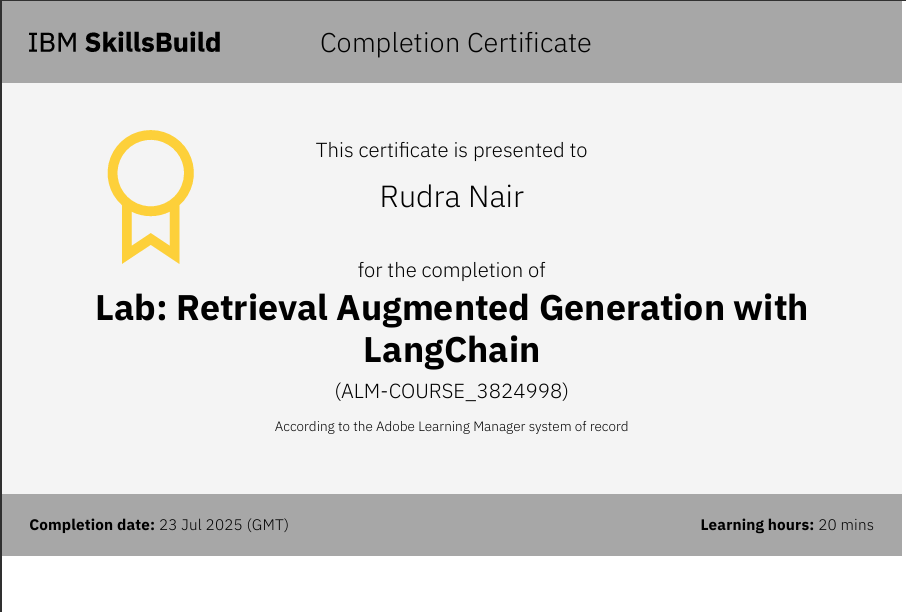 IBM SkillsBuild
Completion Certificate
This certificate is presented to
Rudra Nair
for the completion of
Lab: Retrieval Augmented Generation with
LangChain
(ALM-COURSE_3824998)
According to the Adobe Learning Manager system of record
Completion date: 23 Jul 2025 (GMT)
Learning hours: 20 mins